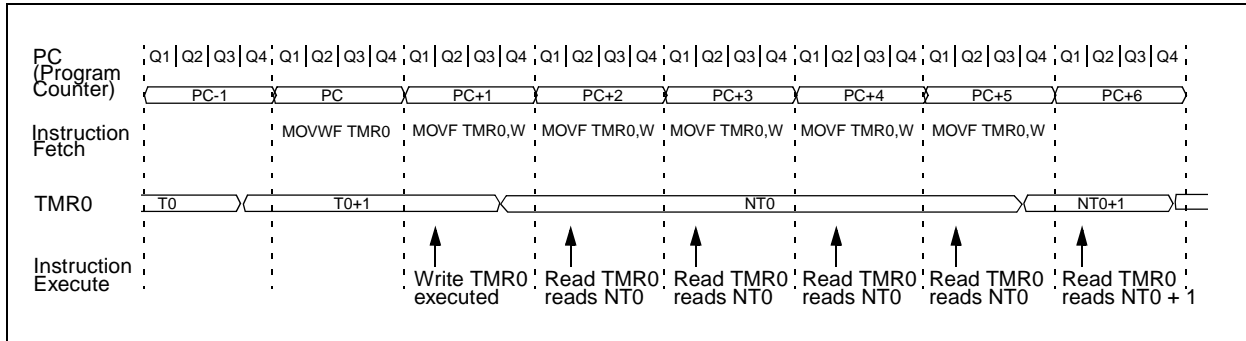 PC
(Program
Counter)
Q1 Q2 Q3 Q4 Q1 Q2 Q3 Q4 Q1 Q2 Q3 Q4 Q1 Q2 Q3 Q4 Q1 Q2 Q3 Q4 Q1 Q2 Q3 Q4 Q1 Q2 Q3 Q4 Q1 Q2 Q3 Q4
PC-1 PC PC+1 PC+2 PC+3 PC+4 PC+5 PC+6
Instruction
Fetch
MOVWF TMR0 MOVF TMR0,W MOVF TMR0,W MOVF TMR0,W MOVF TMR0,W MOVF TMR0,W
TMR0
T0 T0+1 NT0 NT0+1
Instruction
Execute
Write TMR0
executed
Read TMR0
reads NT0
Read TMR0
reads NT0
Read TMR0
reads NT0
Read TMR0
reads NT0
Read TMR0
reads NT0 + 1